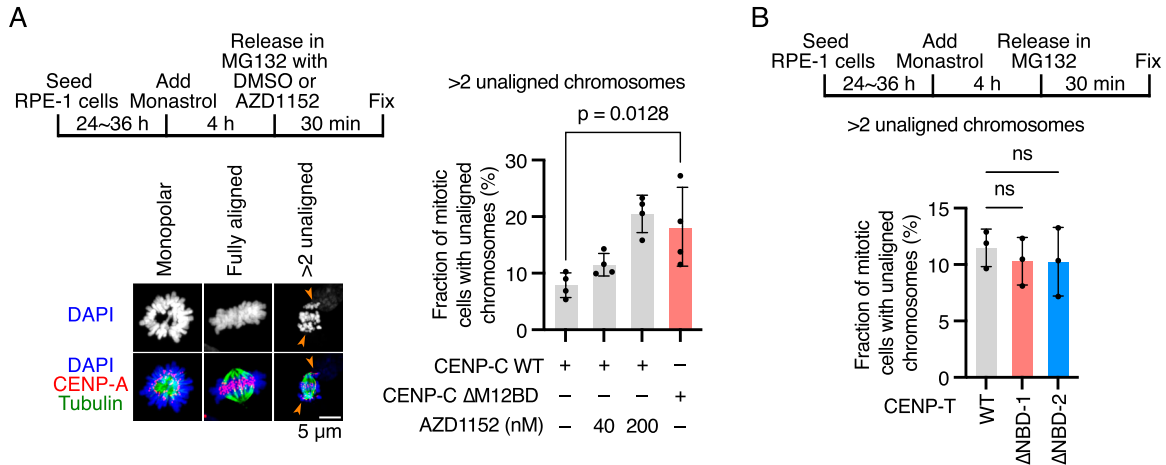 A
Seed
RPE-1 cells
Add
Monastrol
Release in
MG132 with
DMSO or
AZD1152
Fix
24~36 h
4 h
30 min
Monopolar
Fully aligned
>2 unaligned
DAPI
DAPI
CENP-A
Tubulin
5 µm
>2 unaligned chromosomes
p = 0.0128
Fraction of mitotic
cells with unaligned
chromosomes (%)
30
20
10
0
CENP-C WT + + + –
CENP-C ΔM12BD – – – +
AZD1152 (nM) – 40 200 –
B
Seed
RPE-1 cells
Add
Monastrol
Release in
MG132
Fix
24~36 h
4 h
30 min
>2 unaligned chromosomes
ns
ns
Fraction of mitotic
cells with unaligned
chromosomes (%)
15
10
5
0
CENP-T
WT
ΔNBD-1
ΔNBD-2